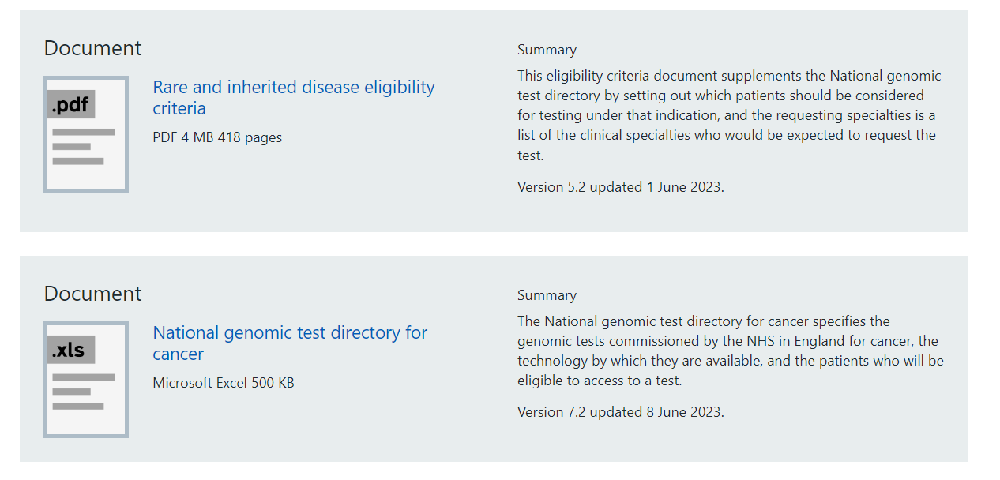 Document
.pdf
Rare and inherited disease eligibility
criteria
PDF 4 MB 418 pages
Summary
This eligibility criteria document supplements the National genomic
test directory by setting out which patients should be considered
for testing under that indication, and the requesting specialties is a
list of the clinical specialties who would be expected to request the
test.
Version 5.2 updated 1 June 2023.
Document
.xls
National genomic test directory for
cancer
Microsoft Excel 500 KB
Summary
The National genomic test directory for cancer specifies the
genomic tests commissioned by the NHS in England for cancer, the
technology by which they are available, and the patients who will be
eligible to access to a test.
Version 7.2 updated 8 June 2023.